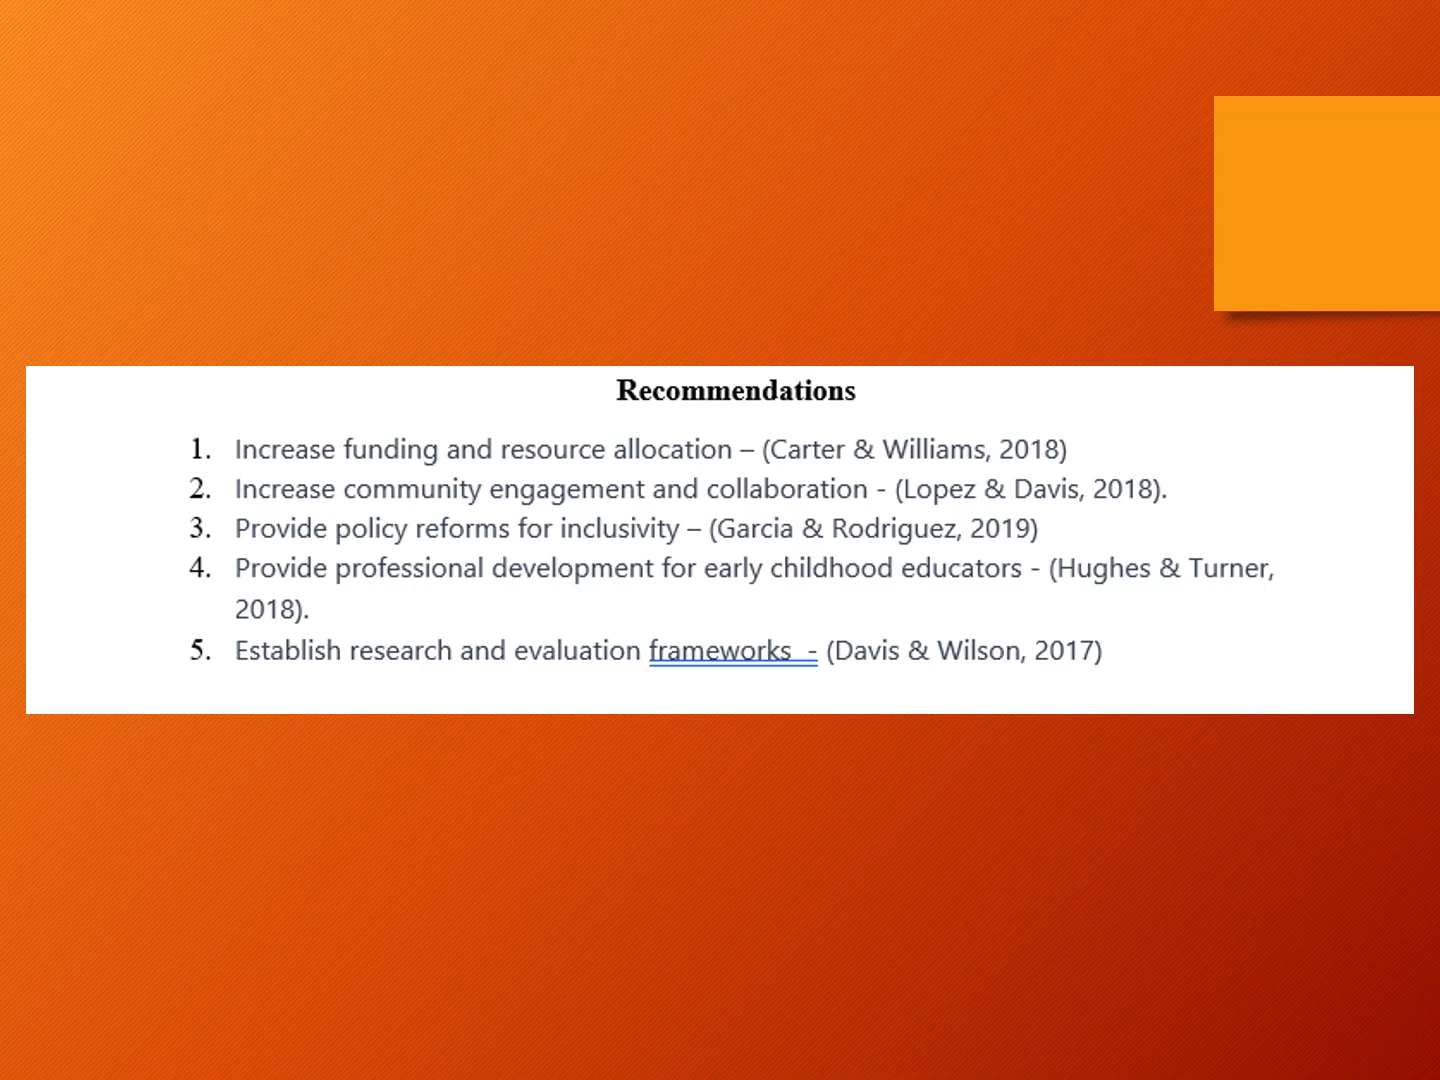 Recommendations
1. Increase funding and resource allocation – (Carter & Williams, 2018)
2. Increase community engagement and collaboration - (Lopez & Davis, 2018).
3. Provide policy reforms for inclusivity – (Garcia & Rodriguez, 2019)
4. Provide professional development for early childhood educators - (Hughes & Turner,
2018).
5. Establish research and evaluation frameworks  - (Davis & Wilson, 2017)